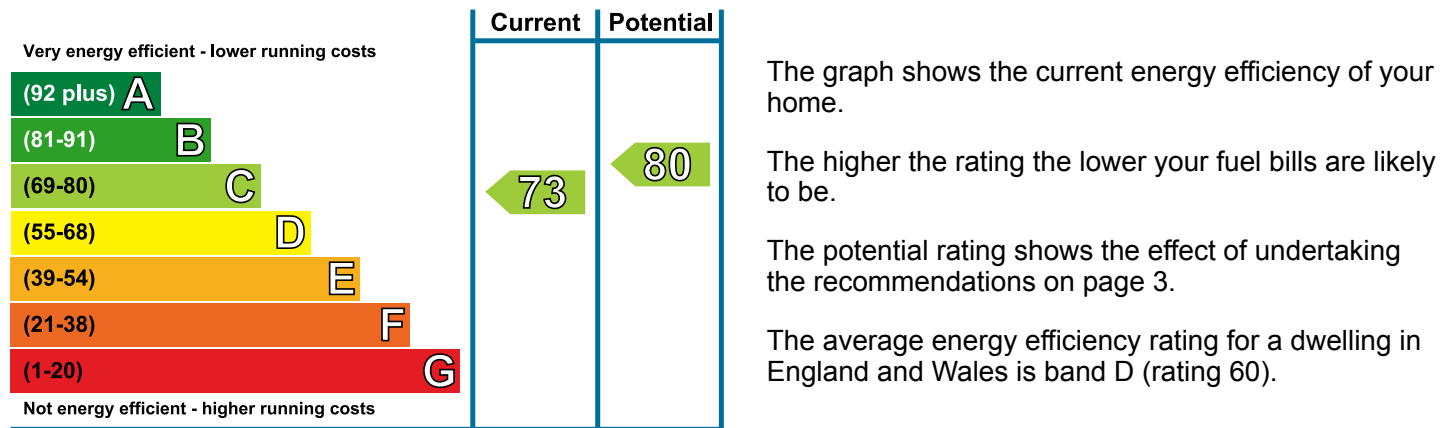 Current Potential
Very energy efficient - lower running costs
(92 plus) A
(81-91) B
(69-80) C
(55-68) D
(39-54) E
(21-38) F
(1-20) G
Not energy efficient - higher running costs
73
80
The graph shows the current energy efficiency of your
home.
The higher the rating the lower your fuel bills are likely
to be.
The potential rating shows the effect of undertaking
the recommendations on page 3.
The average energy efficiency rating for a dwelling in
England and Wales is band D (rating 60).